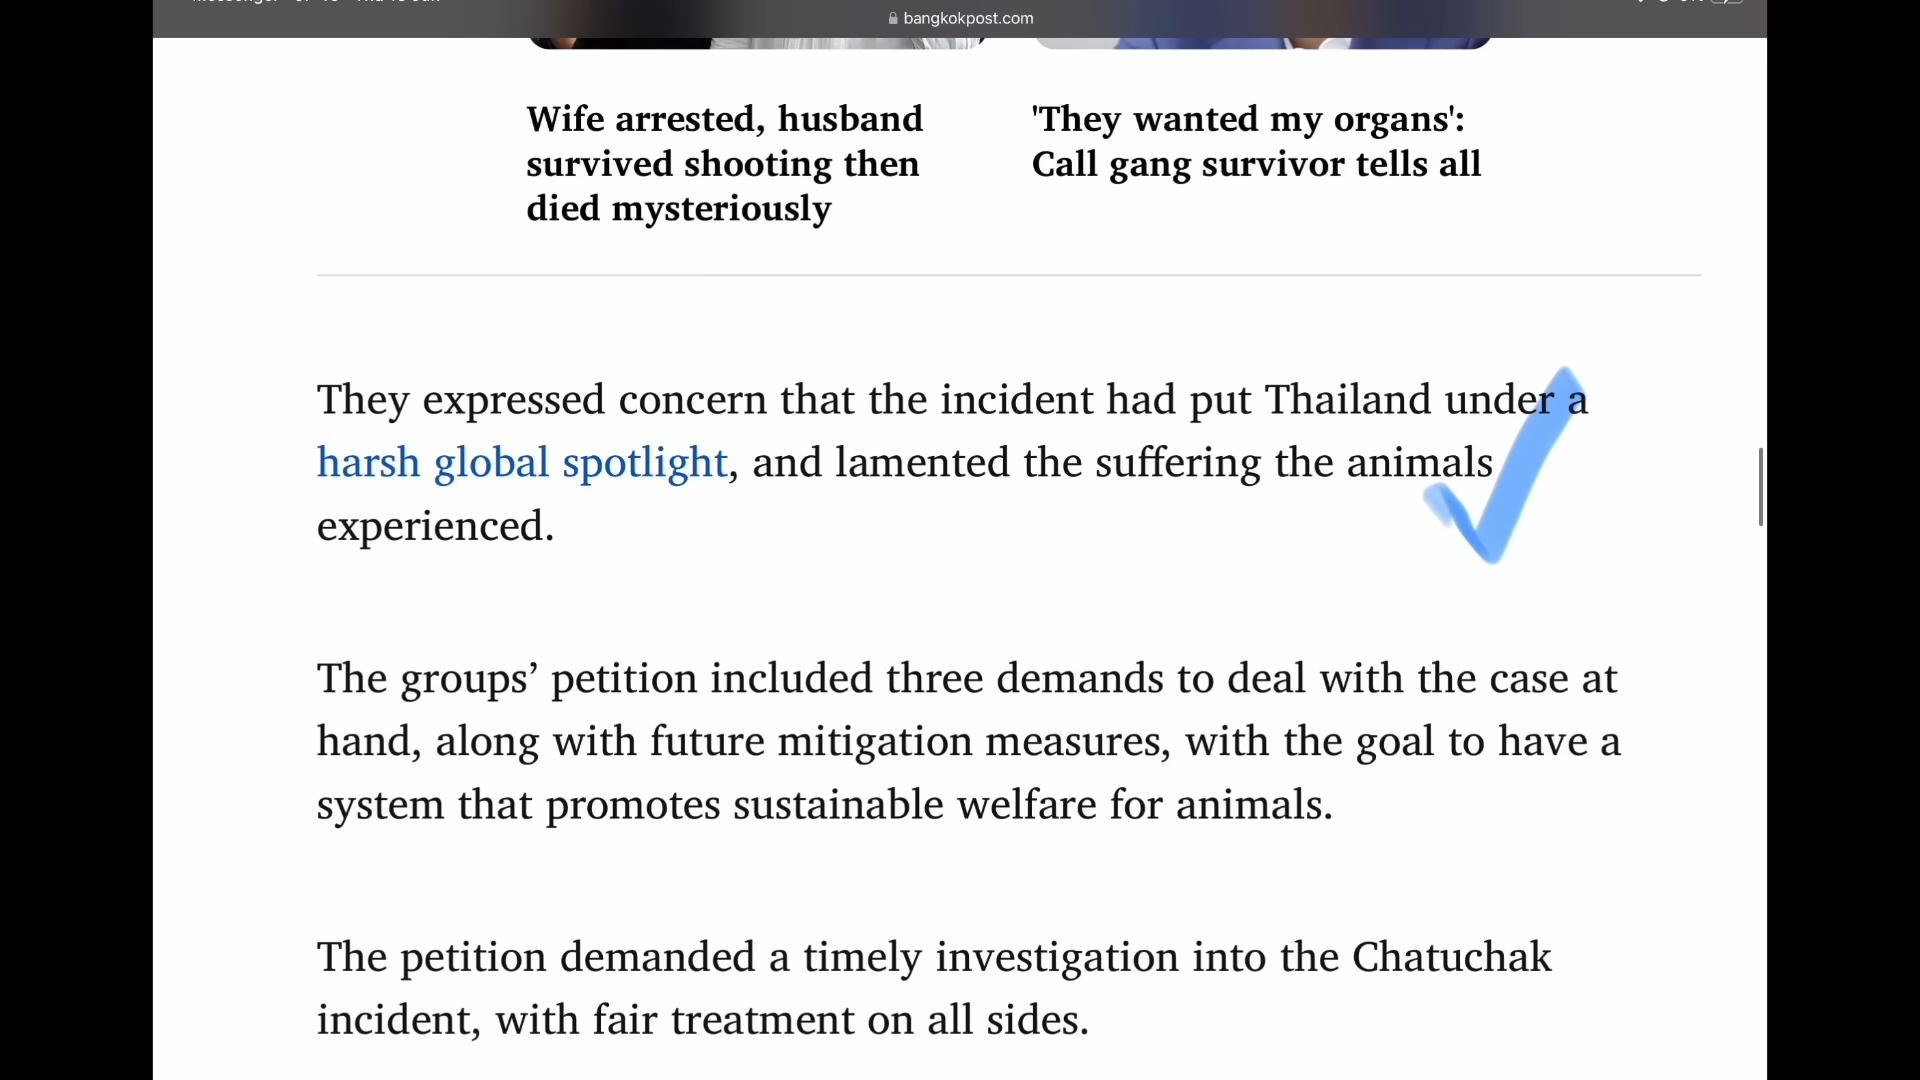 bangkokpost.com
Wife arrested, husband
survived shooting then
died mysteriously
'They wanted my organs':
Call gang survivor tells all
They expressed concern that the incident had put Thailand under a
harsh global spotlight, and lamented the suffering the animals
experienced.
The groups’ petition included three demands to deal with the case at
hand, along with future mitigation measures, with the goal to have a
system that promotes sustainable welfare for animals.
The petition demanded a timely investigation into the Chatuchak
incident, with fair treatment on all sides.